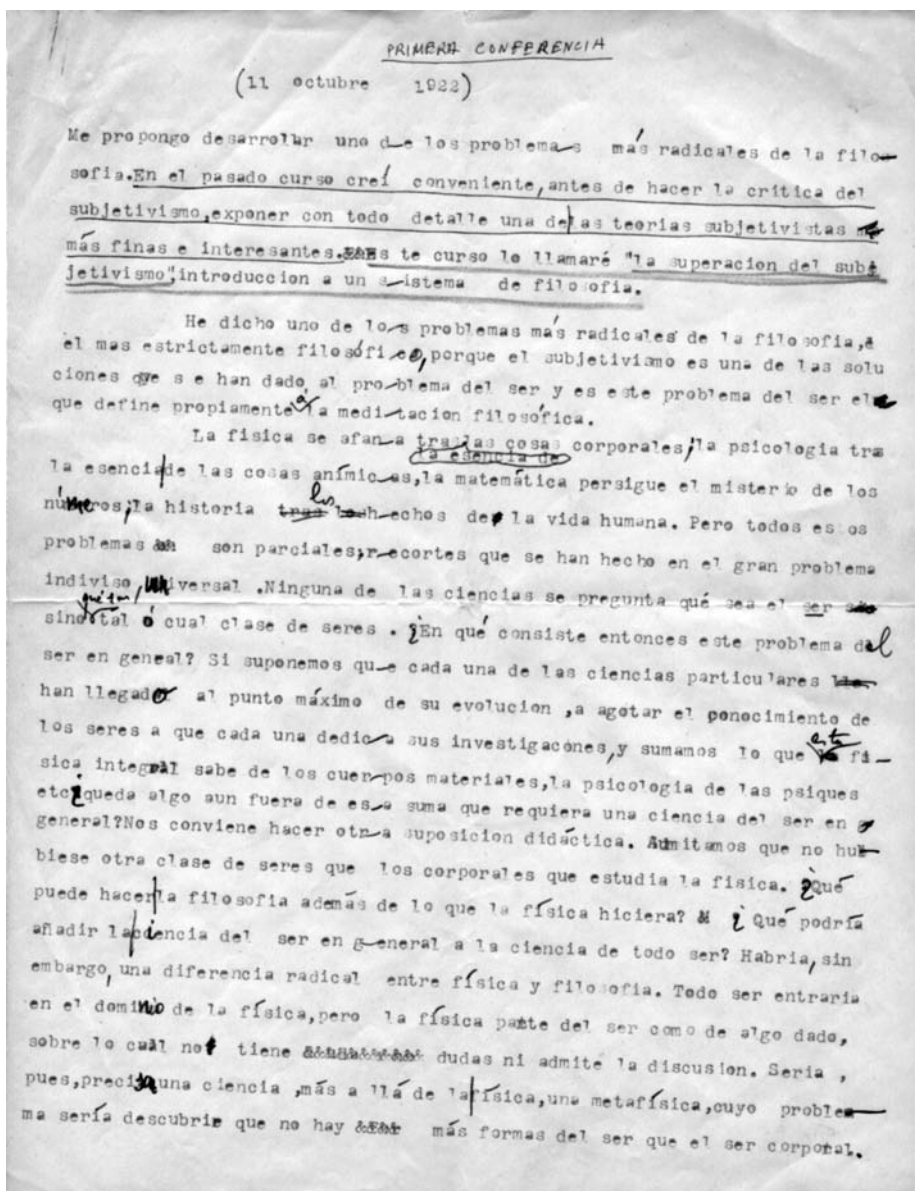 PRIMERA CONFERENCIA
(11 octubre 1922)
Me propongo desarrollar uno de los problemas más radicales de la filo-
sofia.En el pasado curso creí conveniente,antes de hacer la crítica del
subjetivismo,exponer con todo detalle una de las teorias subjetivistas
más finas e interesantes. Es te curso lo llamaré "la superacion del sub
jetivismo",introduccion a un sistema de filosofia.
He dicho uno de los problemas más radicales de la filosofia,
el mas estrictamente filosófico,porque el subjetivismo es una de las solu
ciones que s e han dado al problema del ser y es este problema del ser el
que define propiamente a la meditacion filosófica.
La fisica se afana tras las cosas corporales,la psicologia tras
la esencia de
la esencia de las cosas anímicas,la matemática persigue el misterio de los
números;la historia los hechos de la vida humana. Pero todos estos
problemas son parciales,recortes que se han hecho en el gran problema
indiviso,universal .Ninguna de las ciencias se pregunta qué sea el ser
sino qué sea tal ó cual clase de seres . ¿En qué consiste entonces este problema del
ser en geneal? Si suponemos que cada una de las ciencias particulares
han llegado al punto máximo de su evolucion ,a agotar el conocimiento de
los seres a que cada una dedica sus investigacones,y sumamos lo que esta fí-
sica integral sabe de los cuerpos materiales,la psicologia de las psiques
etc¿queda algo aun fuera de esa suma que requiera una ciencia del ser en
general?Nos conviene hacer otra suposicion didáctica. Admitamos que no hu-
biese otra clase de seres que los corporales que estudia la fisica. ¿Qué
puede hacer la filosofia además de lo que la física hiciera? ¿ Qué podría
añadir la ciencia del ser en general a la ciencia de todo ser? Habria,sin
embargo,una diferencia radical entre física y filosofia. Todo ser entraria
en el dominio de la física,pero la física parte del ser como de algo dado,
sobre lo cual no tiene dudas ni admite la discusion. Seria ,
pues,precisa una ciencia ,más a llá de la física,una metafísica,cuyo proble-
ma sería descubrir que no hay más formas del ser que el ser corporal.